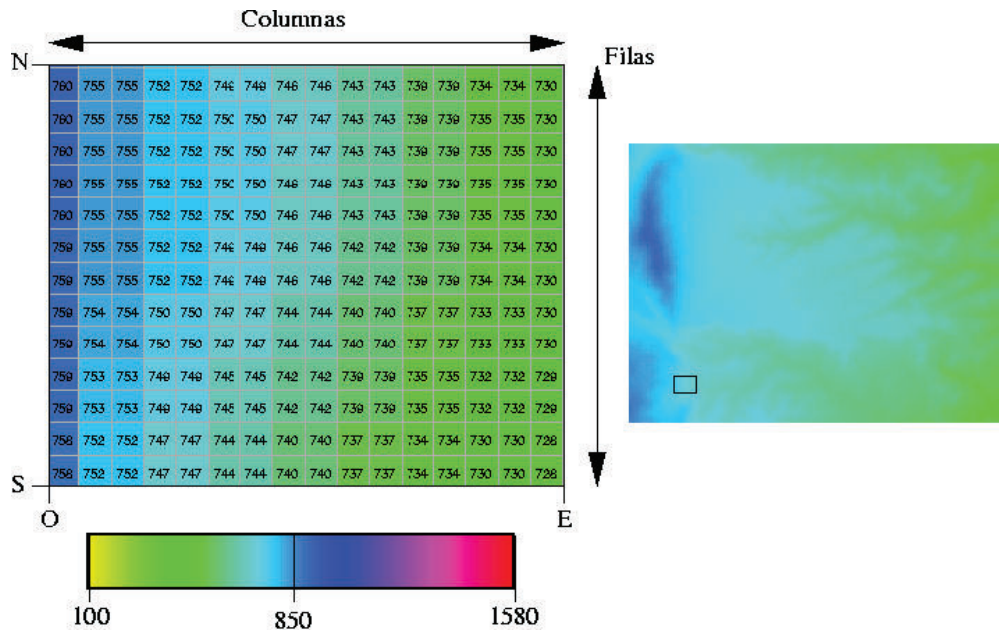 Columnas
N
Filas
760 755 755 752 752 749 749 746 746 743 743 739 739 734 734 730
760 755 755 752 752 750 750 747 747 743 743 739 739 735 735 730
760 755 755 752 752 750 750 747 747 743 743 739 739 735 735 730
760 755 755 752 752 750 750 746 746 743 743 739 739 735 735 730
760 755 755 752 752 750 750 746 746 743 743 739 739 735 735 730
759 755 755 752 752 749 749 746 746 742 742 739 739 734 734 730
759 755 755 752 752 749 749 746 746 742 742 739 739 734 734 730
759 754 754 750 750 747 747 744 744 740 740 737 737 733 733 730
759 754 754 750 750 747 747 744 744 740 740 737 737 733 733 730
759 753 753 749 749 745 745 742 742 739 739 735 735 732 732 729
759 753 753 749 749 745 745 742 742 739 739 735 735 732 732 729
758 752 752 747 747 744 744 740 740 737 737 734 734 730 730 728
758 752 752 747 747 744 744 740 740 737 737 734 734 730 730 728
S
O E
100 850 1580